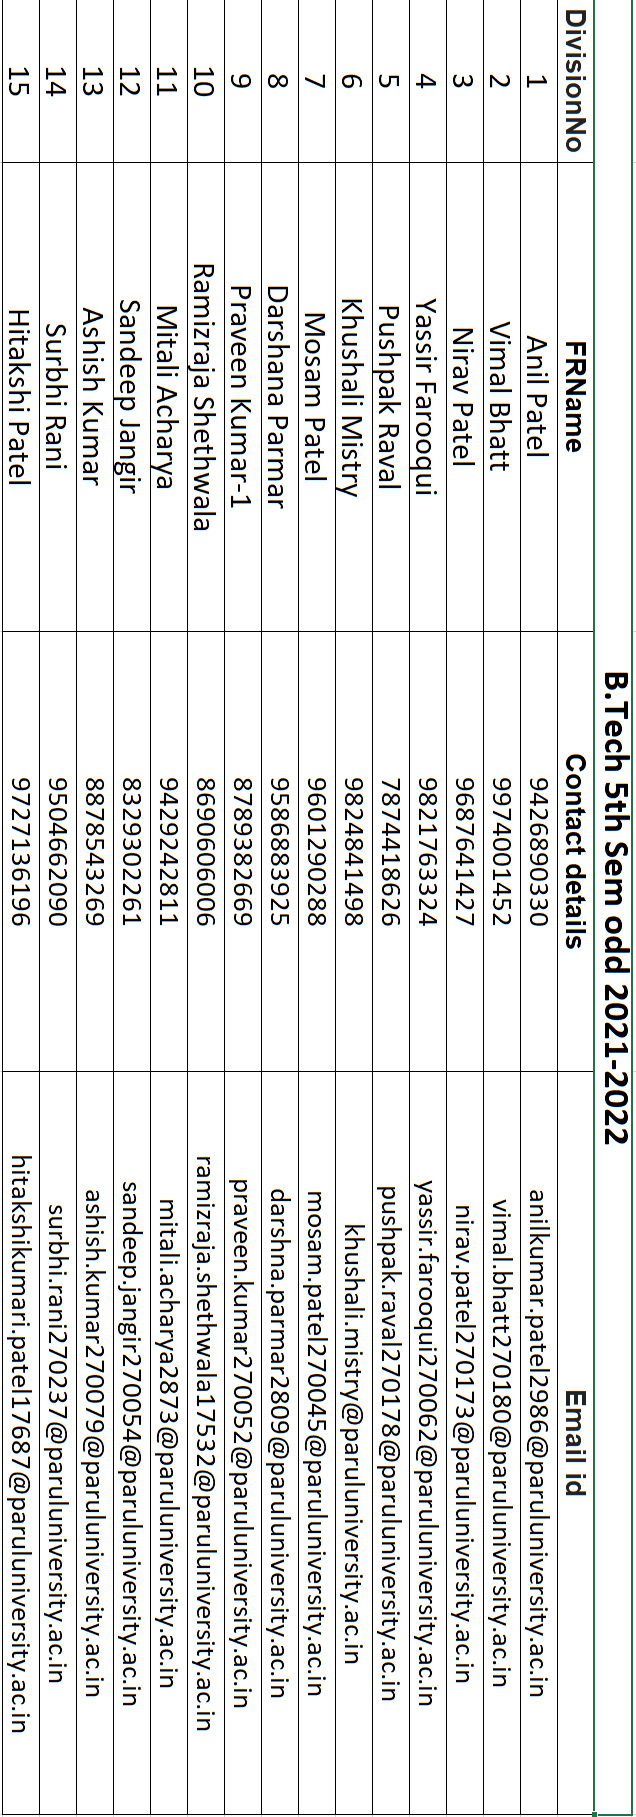 B.Tech 5th Sem odd 2021-2022
DivisionNo FRName Contact details Email id
1 Anil Patel 9426890330 anilkumar.patel2986@paruluniversity.ac.in
2 Vimal Bhatt 9974001452 vimal.bhatt270180@paruluniversity.ac.in
3 Nirav Patel 9687641427 nirav.patel270173@paruluniversity.ac.in
4 Yassir Farooqui 9821763324 yassir.farooqui270062@paruluniversity.ac.in
5 Pushpak Raval 7874418626 pushpak.raval270178@paruluniversity.ac.in
6 Khushali Mistry 9824841498 khushali.mistry@paruluniversity.ac.in
7 Mosam Patel 9601290288 mosam.patel270045@paruluniversity.ac.in
8 Darshana Parmar 9586883925 darshna.parmar2809@paruluniversity.ac.in
9 Praveen Kumar-1 8789382669 praveen.kumar270052@paruluniversity.ac.in
10 Ramizraja Shethwala 8690606006 ramizraja.shethwala17532@paruluniversity.ac.in
11 Mitali Acharya 9429242811 mitali.acharya2873@paruluniversity.ac.in
12 Sandeep Jangir 8329302261 sandeep.jangir270054@paruluniversity.ac.in
13 Ashish Kumar 8878543269 ashish.kumar270079@paruluniversity.ac.in
14 Surbhi Rani 9504662090 surbhi.rani270237@paruluniversity.ac.in
15 Hitakshi Patel 9727136196 hitakshikumari.patel17687@paruluniversity.ac.in